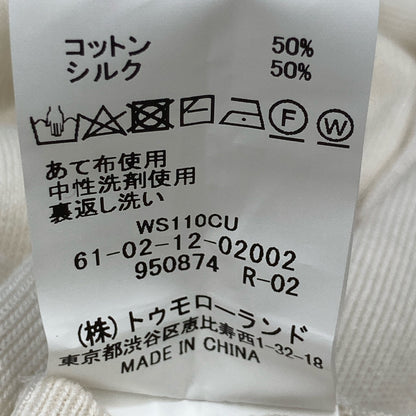 コットン 50%
シルク 50%
F W
あて布使用
中性洗剤使用
裏返し洗い
WS110CU
61-02-12-02002
950874 R-02
(株)トゥモローランド
東京都渋谷区恵比寿西1-32-18
MADE IN CHINA